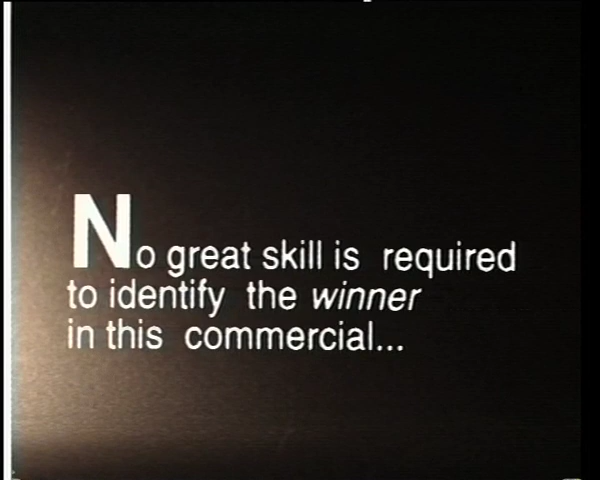 No great skill is required
to identify the winner
in this commercial...